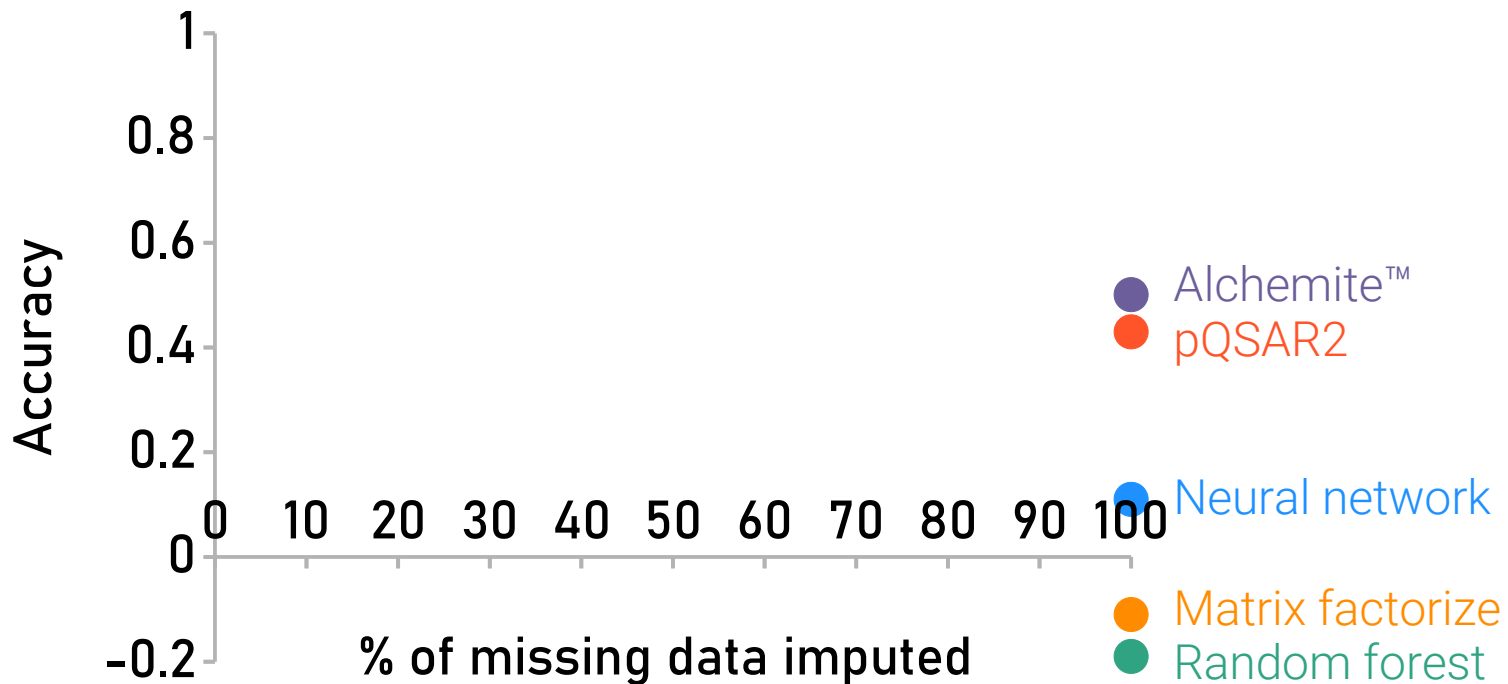 1
0.8
0.6
0.4
0.2
0
-0.2
Accuracy
0 10 20 30 40 50 60 70 80 90 100
% of missing data imputed
Alchemite™
pQSAR2
Neural network
Matrix factorize
Random forest